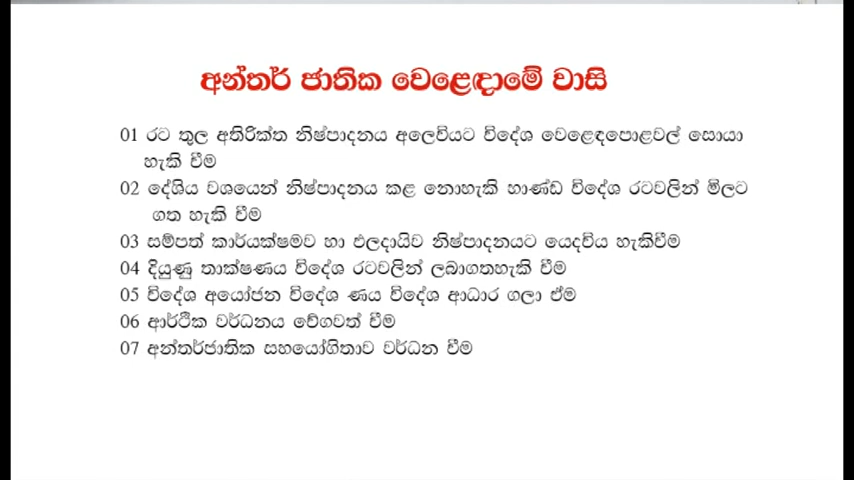 අන්තර් ජාතික වෙළෙඳාමේ වාසි
01 රට තුල අතිරික්ත නිෂ්පාදනය අලෙවියට විදේශ වෙළෙඳපොළවල් සොයා
හැකි වීම
02 දේශිය වශයෙන් නිෂ්පාදනය කළ නොහැකි භාණ්ඩ විදේශ රටවලින් මිලට
ගත හැකි වීම
03 සම්පත් කාර්යක්ෂමව හා ඵලදායිව නිෂ්පාදනයට යෙදවිය හැකිවීම
04 දියුණු තාක්ෂණය විදේශ රටවලින් ලබාගතහැකි වීම
05 විදේශ අයෝජන විදේශ ණය විදේශ ආධාර ගලා ඒම
06 ආර්ථික වර්ධනය වේගවත් වීම
07 අන්තර්ජාතික සහයෝගිතාව වර්ධන වීම